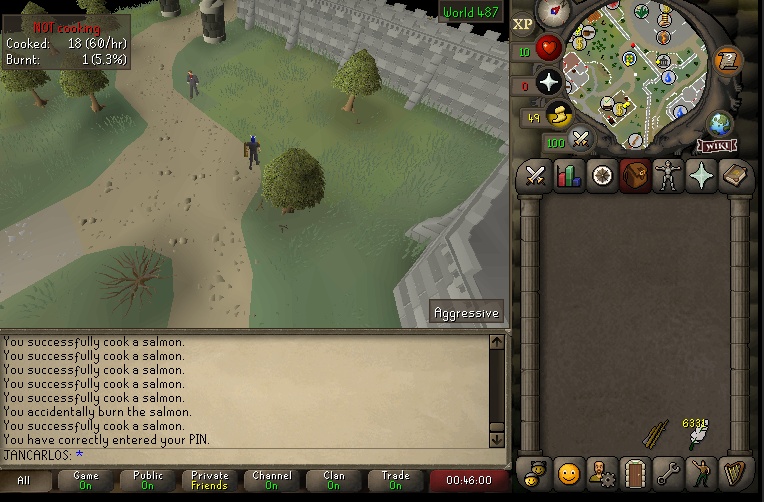 NOT cooking
Cooked: 18 (60/hr)
Burnt: 1 (5.3%)
World 487
XP
10
0
49
100
WIKI
Aggressive
You successfully cook a salmon.
You successfully cook a salmon.
You successfully cook a salmon.
You successfully cook a salmon.
You successfully cook a salmon.
You accidentally burn the salmon.
You successfully cook a salmon.
You have correctly entered your PIN.
JANCARLOS: *
6331
All
Game
On
Public
On
Private
Friends
Channel
On
Clan
On
Trade
On
00:46:00